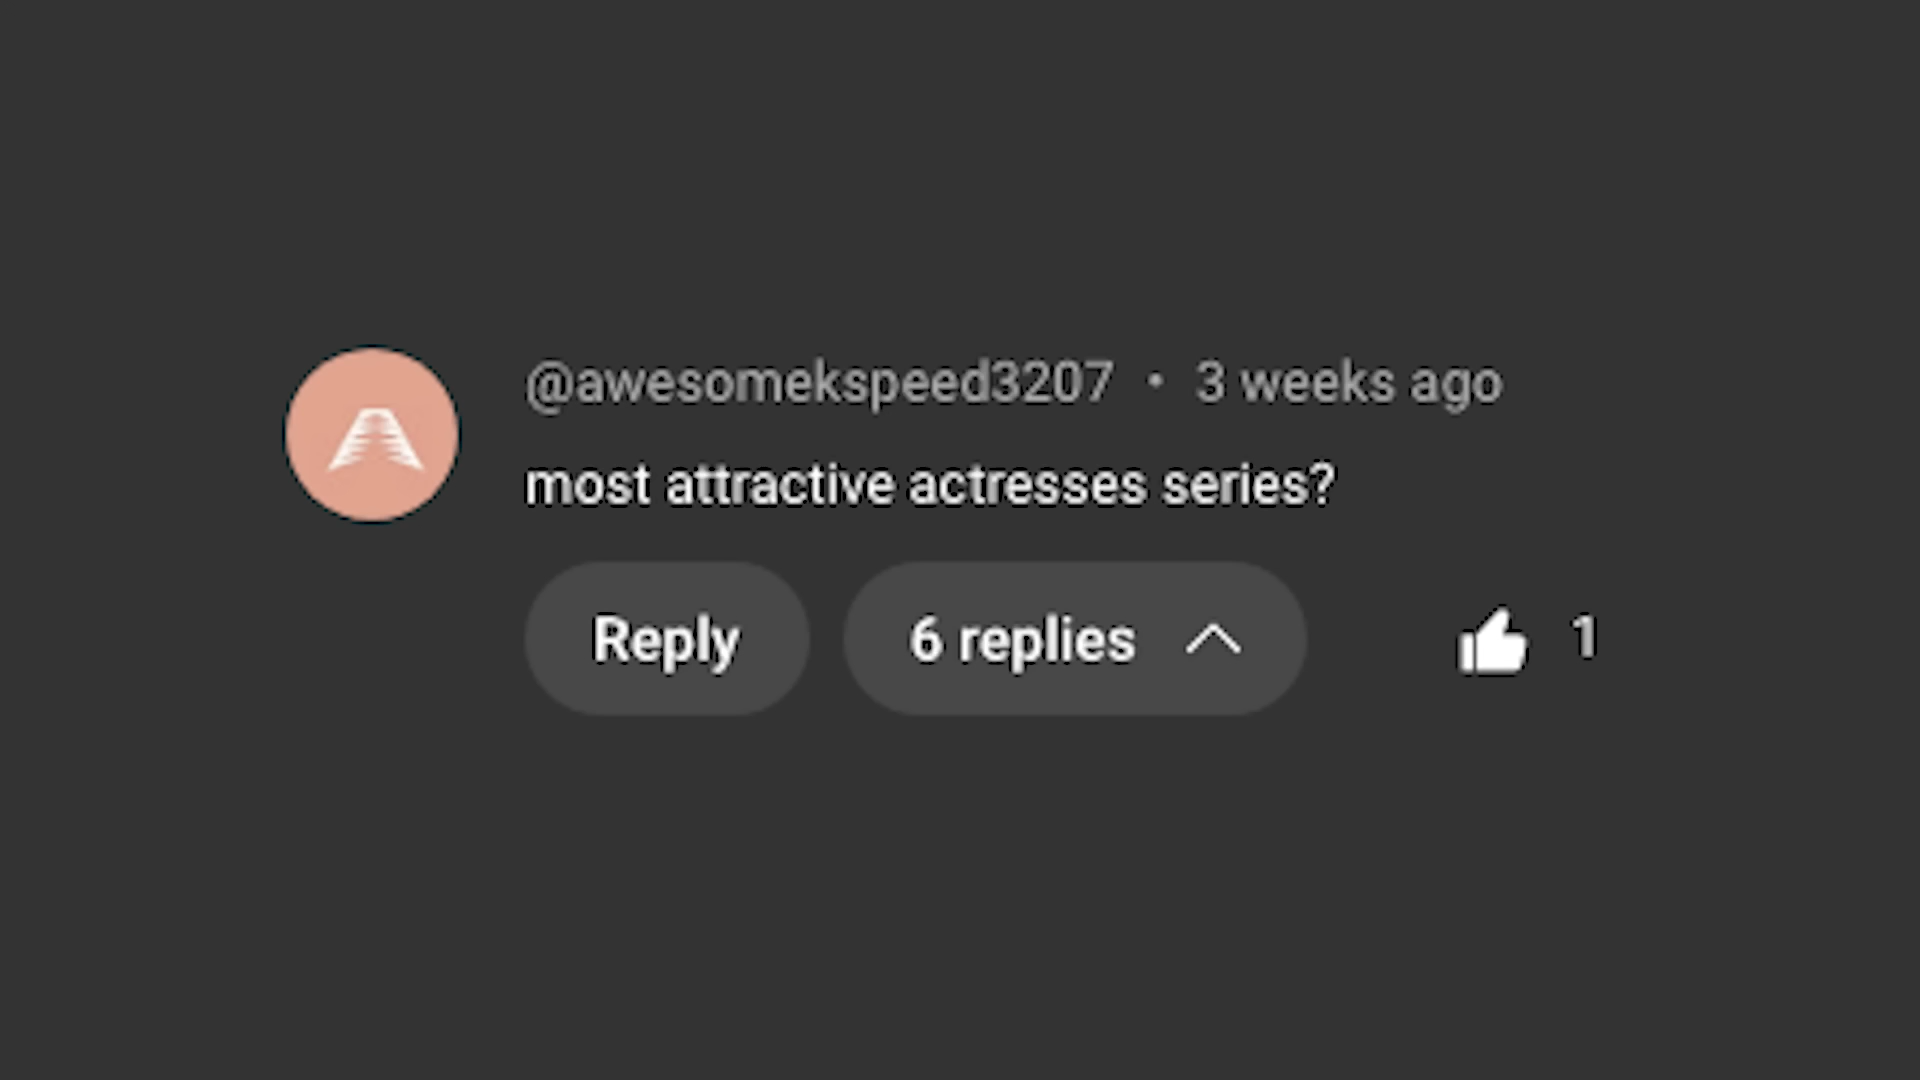 @awesomekspeed3207 • 3 weeks ago
most attractive actresses series?
Reply 6 replies 1